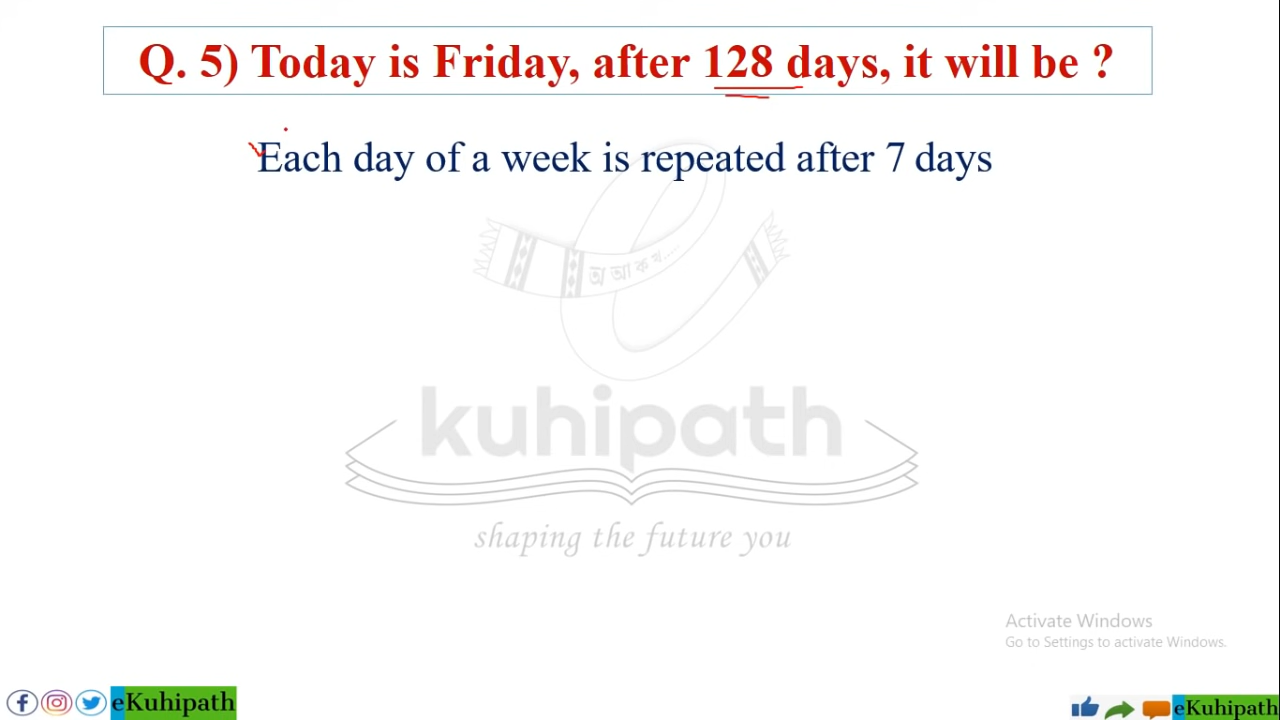 Q. 5) Today is Friday, after 128 days, it will be ?
Each day of a week is repeated after 7 days
অ আ ক খ....
kuhipath
shaping the future you
Activate Windows
Go to Settings to activate Windows.
eKuhipath
eKuhipath